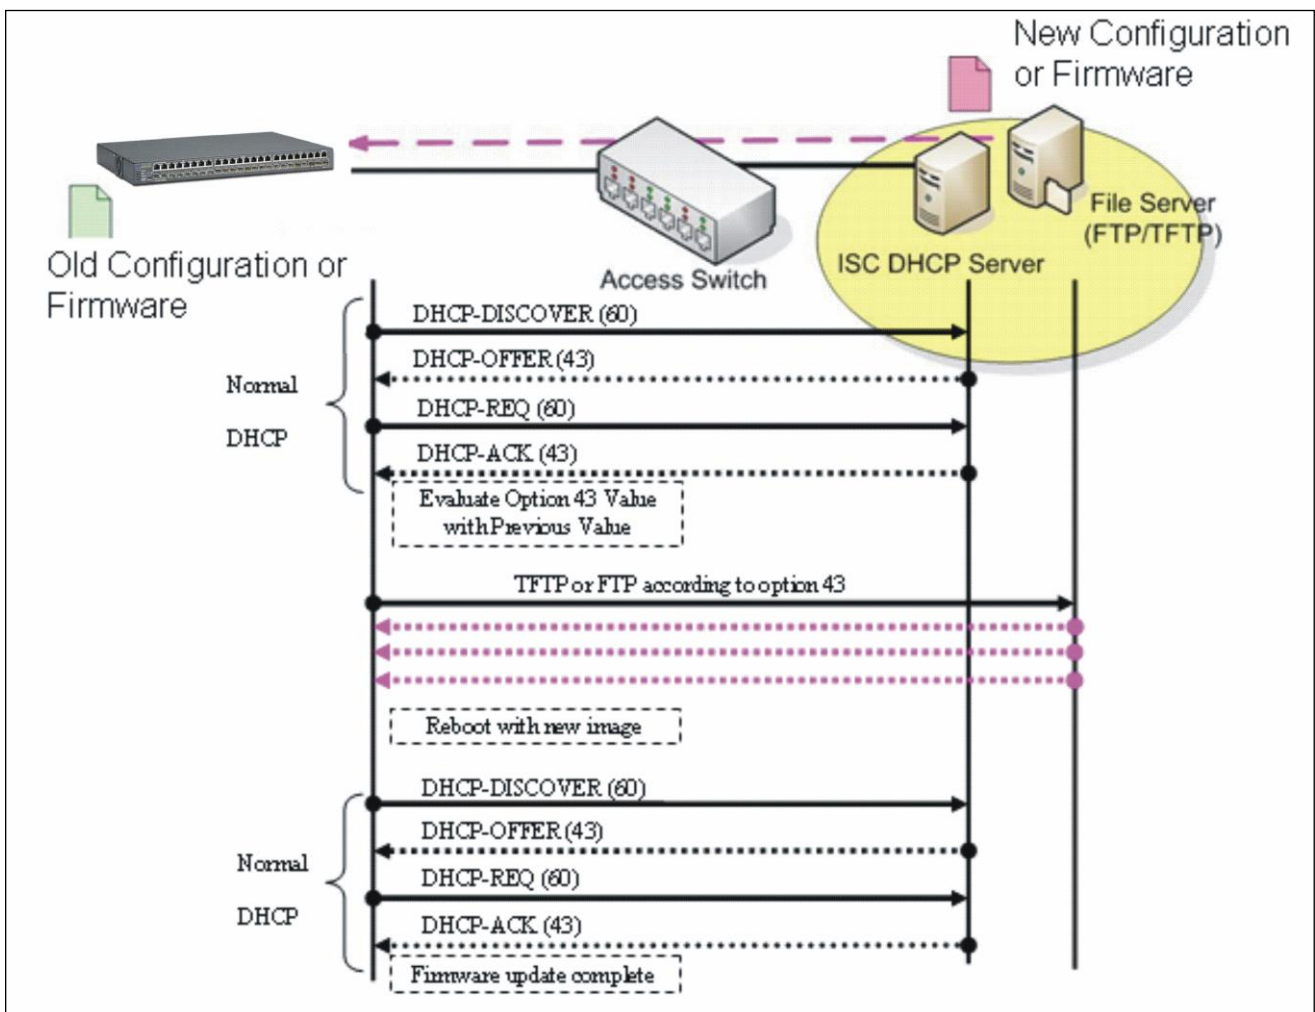 New Configuration
or Firmware
File Server
(FTP/TFTP)
ISC DHCP Server
Access Switch
Old Configuration or
Firmware
Normal
DHCP
DHCP-DISCOVER (60)
DHCP-OFFER (43)
DHCP-REQ (60)
DHCP-ACK (43)
Evaluate Option 43 Value
with Previous Value
TFTP or FTP according to option 43
Reboot with new image
Normal
DHCP
DHCP-DISCOVER (60)
DHCP-OFFER (43)
DHCP-REQ (60)
DHCP-ACK (43)
Firmware update complete